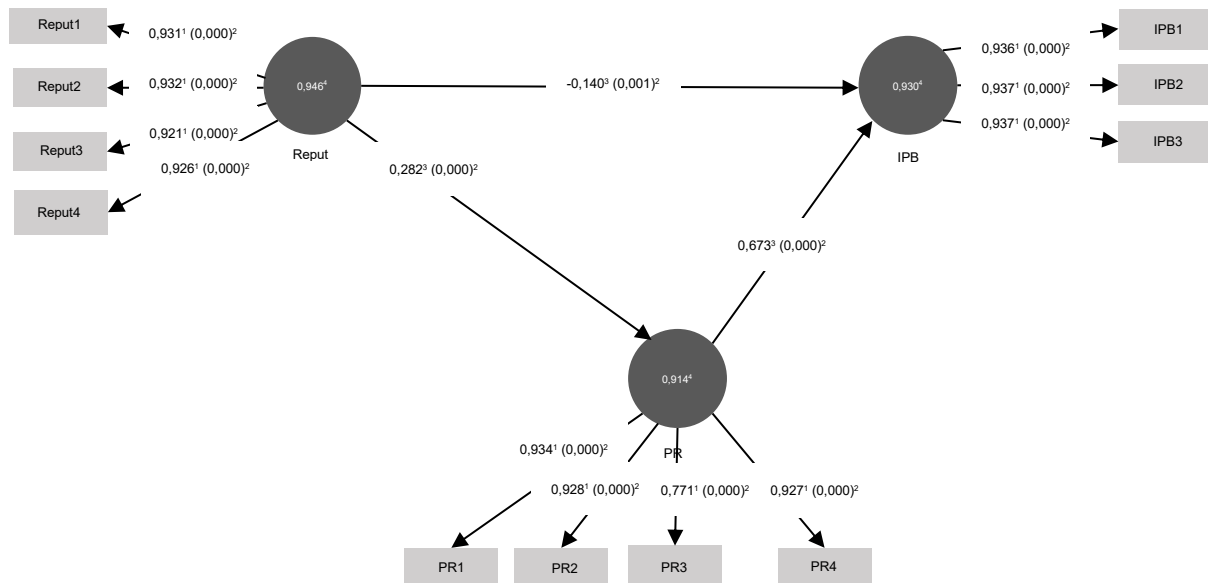 Reput1
0,931¹ (0,000)²
Reput2
0,932¹ (0,000)²
Reput3
0,921¹ (0,000)²
Reput4
0,926¹ (0,000)²
0,946⁴
Reput
-0,140³ (0,001)²
0,282³ (0,000)²
0,930⁴
IPB
0,936¹ (0,000)²
IPB1
0,937¹ (0,000)²
IPB2
0,937¹ (0,000)²
IPB3
0,673³ (0,000)²
0,914⁴
PR
0,934¹ (0,000)²
0,928¹ (0,000)²
0,771¹ (0,000)²
0,927¹ (0,000)²
PR1
PR2
PR3
PR4